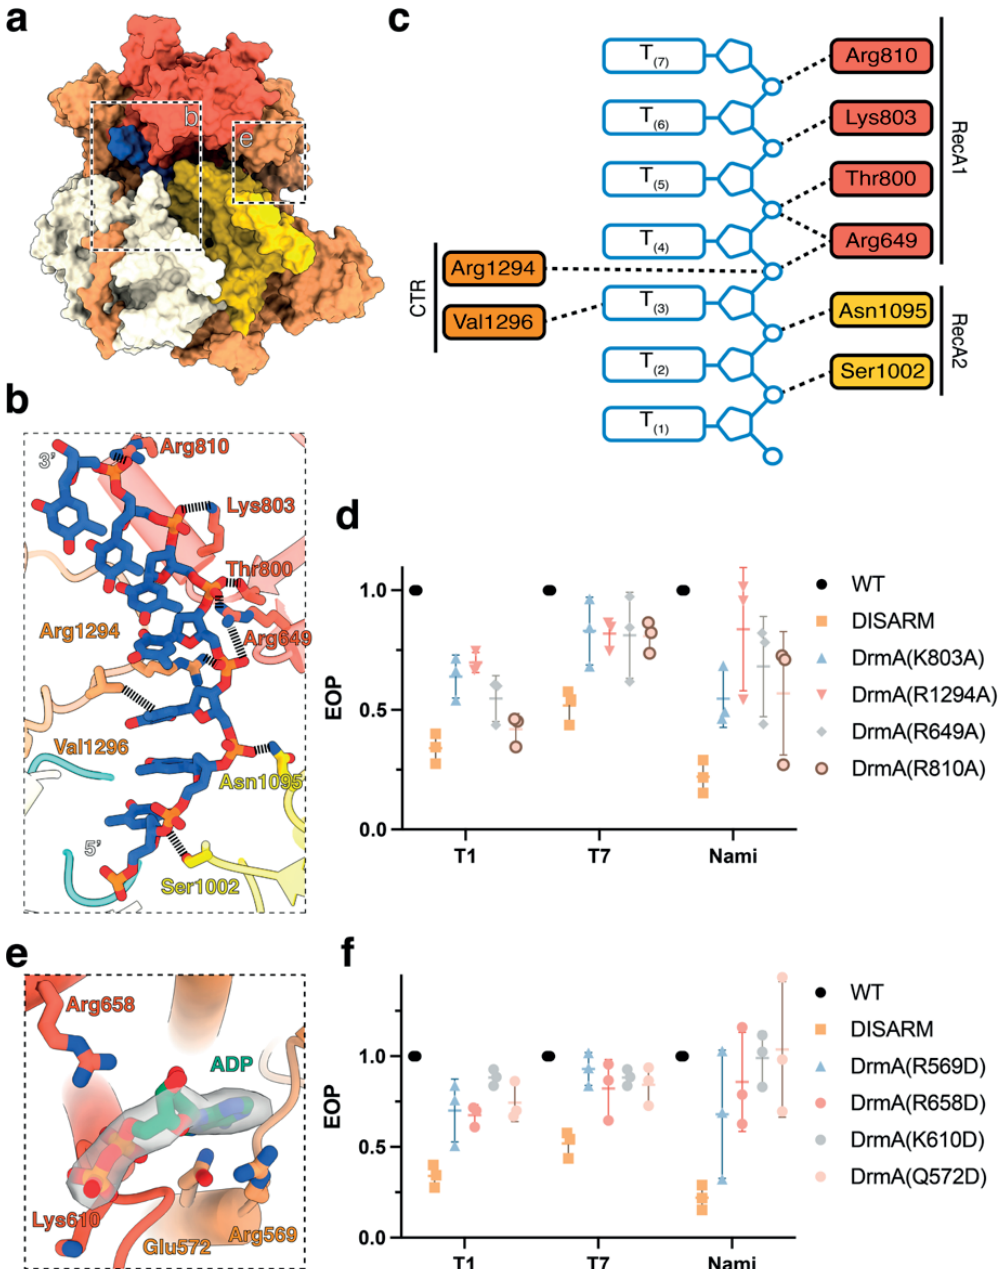 a
b
e
c
T(7)
Arg810
T(6)
Lys803
T(5)
Thr800
T(4)
Arg649
RecA1
Arg1294
Val1296
CTR
T(3)
Asn1095
T(2)
Ser1002
RecA2
T(1)
b
3'
Arg810
Lys803
Thr800
Arg1294
Arg649
Val1296
Asn1095
5'
Ser1002
d
EOP
1.0
0.5
0.0
T1
T7
Nami
WT
DISARM
DrmA(K803A)
DrmA(R1294A)
DrmA(R649A)
DrmA(R810A)
e
Arg658
ADP
Lys610
Glu572
Arg569
f
EOP
1.0
0.5
0.0
T1
T7
Nami
WT
DISARM
DrmA(R569D)
DrmA(R658D)
DrmA(K610D)
DrmA(Q572D)